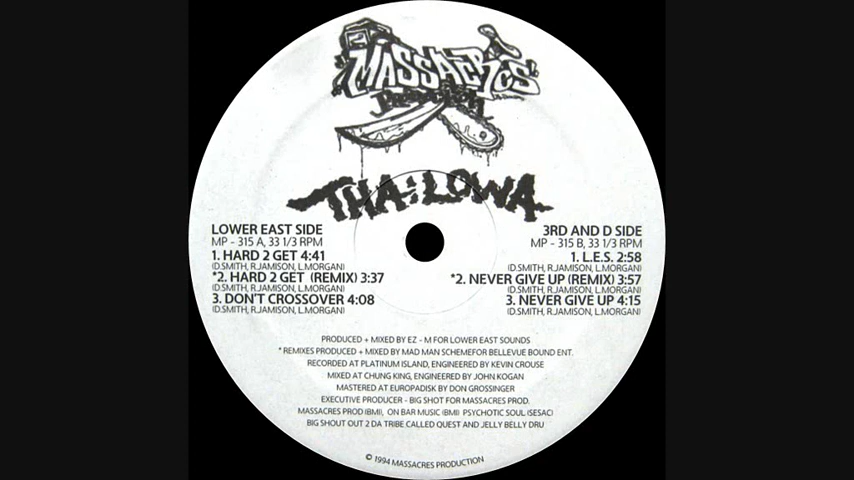 MASSACRES
PRODUCTION
THA:LOWA
LOWER EAST SIDE
MP - 315 A, 33 1/3 RPM
1. HARD 2 GET 4:41
(D.SMITH, R.JAMISON, L.MORGAN)
*2. HARD 2 GET (REMIX) 3:37
(D.SMITH, R.JAMISON, L.MORGAN)
3. DON'T CROSSOVER 4:08
(D.SMITH, R.JAMISON, L.MORGAN)
3RD AND D SIDE
MP - 315 B, 33 1/3 RPM
1. L.E.S. 2:58
(D.SMITH, R.JAMISON, L.MORGAN)
*2. NEVER GIVE UP (REMIX) 3:57
(D.SMITH, R.JAMISON, L.MORGAN)
3. NEVER GIVE UP 4:15
(D.SMITH, R.JAMISON, L.MORGAN)
PRODUCED + MIXED BY EZ - M FOR LOWER EAST SOUNDS
* REMIXES PRODUCED + MIXED BY MAD MAN SCHEMEFOR BELLEVUE BOUND ENT.
RECORDED AT PLATINUM ISLAND, ENGINEERED BY KEVIN CROUSE
MIXED AT CHUNG KING, ENGINEERED BY JOHN KOGAN
MASTERED AT EUROPADISK BY DON GROSSINGER
EXECUTIVE PRODUCER - BIG SHOT FOR MASSACRES PROD.
MASSACRES PROD (BMI), ON BAR MUSIC (BMI) PSYCHOTIC SOUL (SESAC)
BIG SHOUT OUT 2 DA TRIBE CALLED QUEST AND JELLY BELLY DRU
© 1994 MASSACRES PRODUCTION